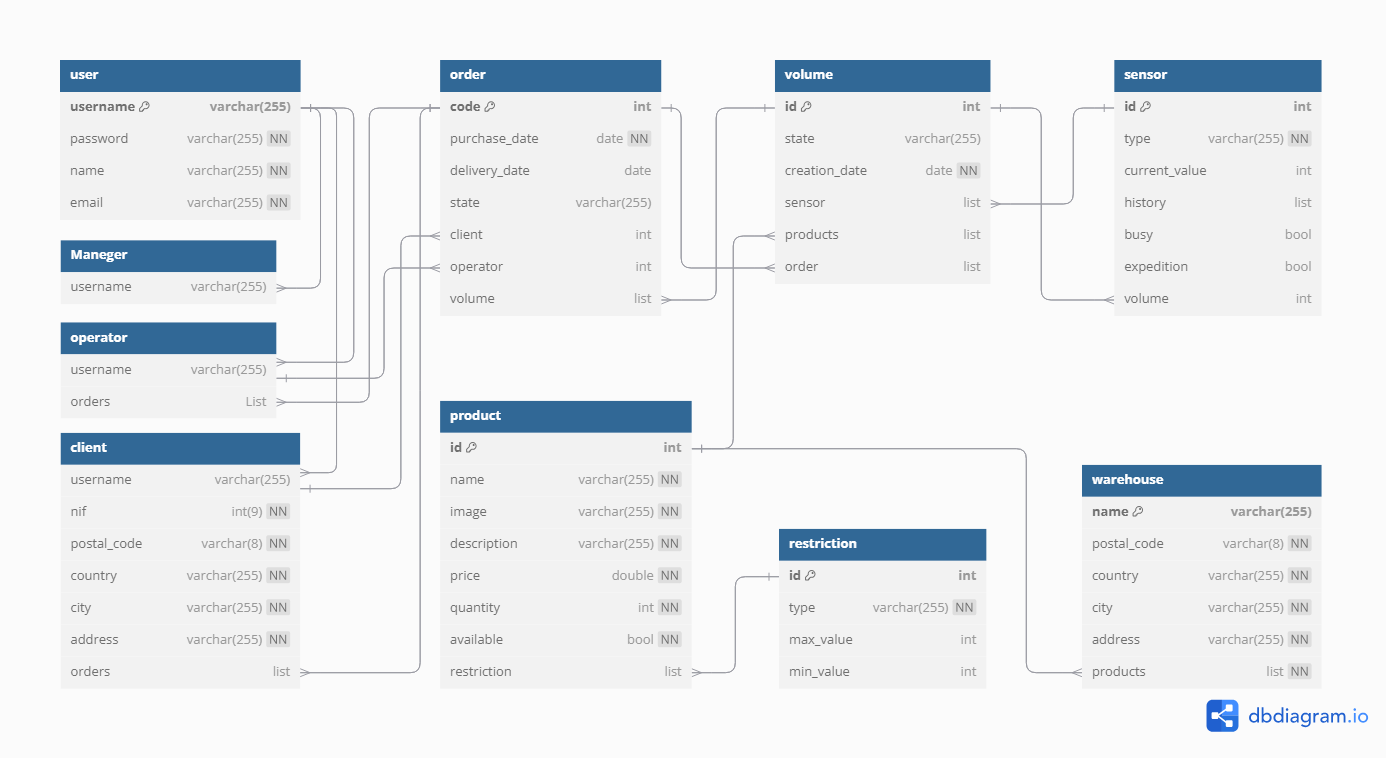 user
username varchar(255)
password varchar(255) NN
name varchar(255) NN
email varchar(255) NN
Maneger
username varchar(255)
operator
username varchar(255)
orders List
client
username varchar(255)
nif int(9) NN
postal_code varchar(8) NN
country varchar(255) NN
city varchar(255) NN
address varchar(255) NN
orders list
order
code int
purchase_date date NN
delivery_date date
state varchar(255)
client int
operator int
volume list
product
id int
name varchar(255) NN
image varchar(255) NN
description varchar(255) NN
price double NN
quantity int NN
available bool NN
restriction list
volume
id int
state varchar(255)
creation_date date NN
sensor list
products list
order list
restriction
id int
type varchar(255) NN
max_value int
min_value int
sensor
id int
type varchar(255) NN
current_value int
history list
busy bool
expedition bool
volume int
warehouse
name varchar(255)
postal_code varchar(8) NN
country varchar(255) NN
city varchar(255) NN
address varchar(255) NN
products list NN
dbdiagram.io